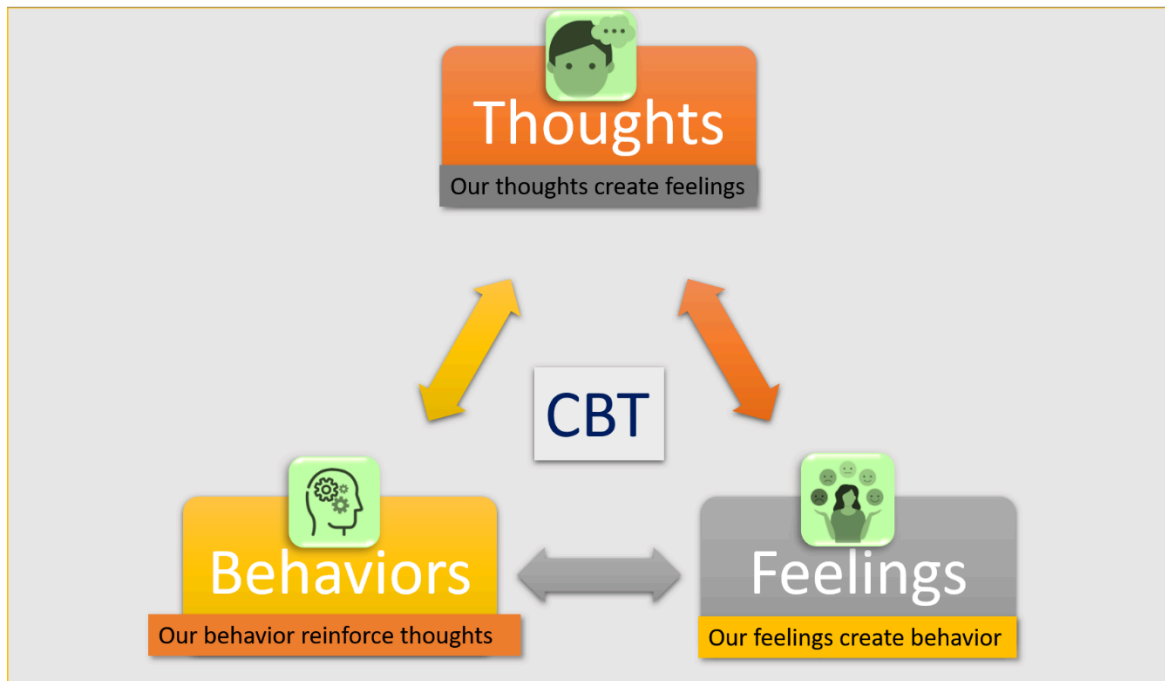 Thoughts
Our thoughts create feelings
CBT
Behaviors
Our behavior reinforce thoughts
Feelings
Our feelings create behavior